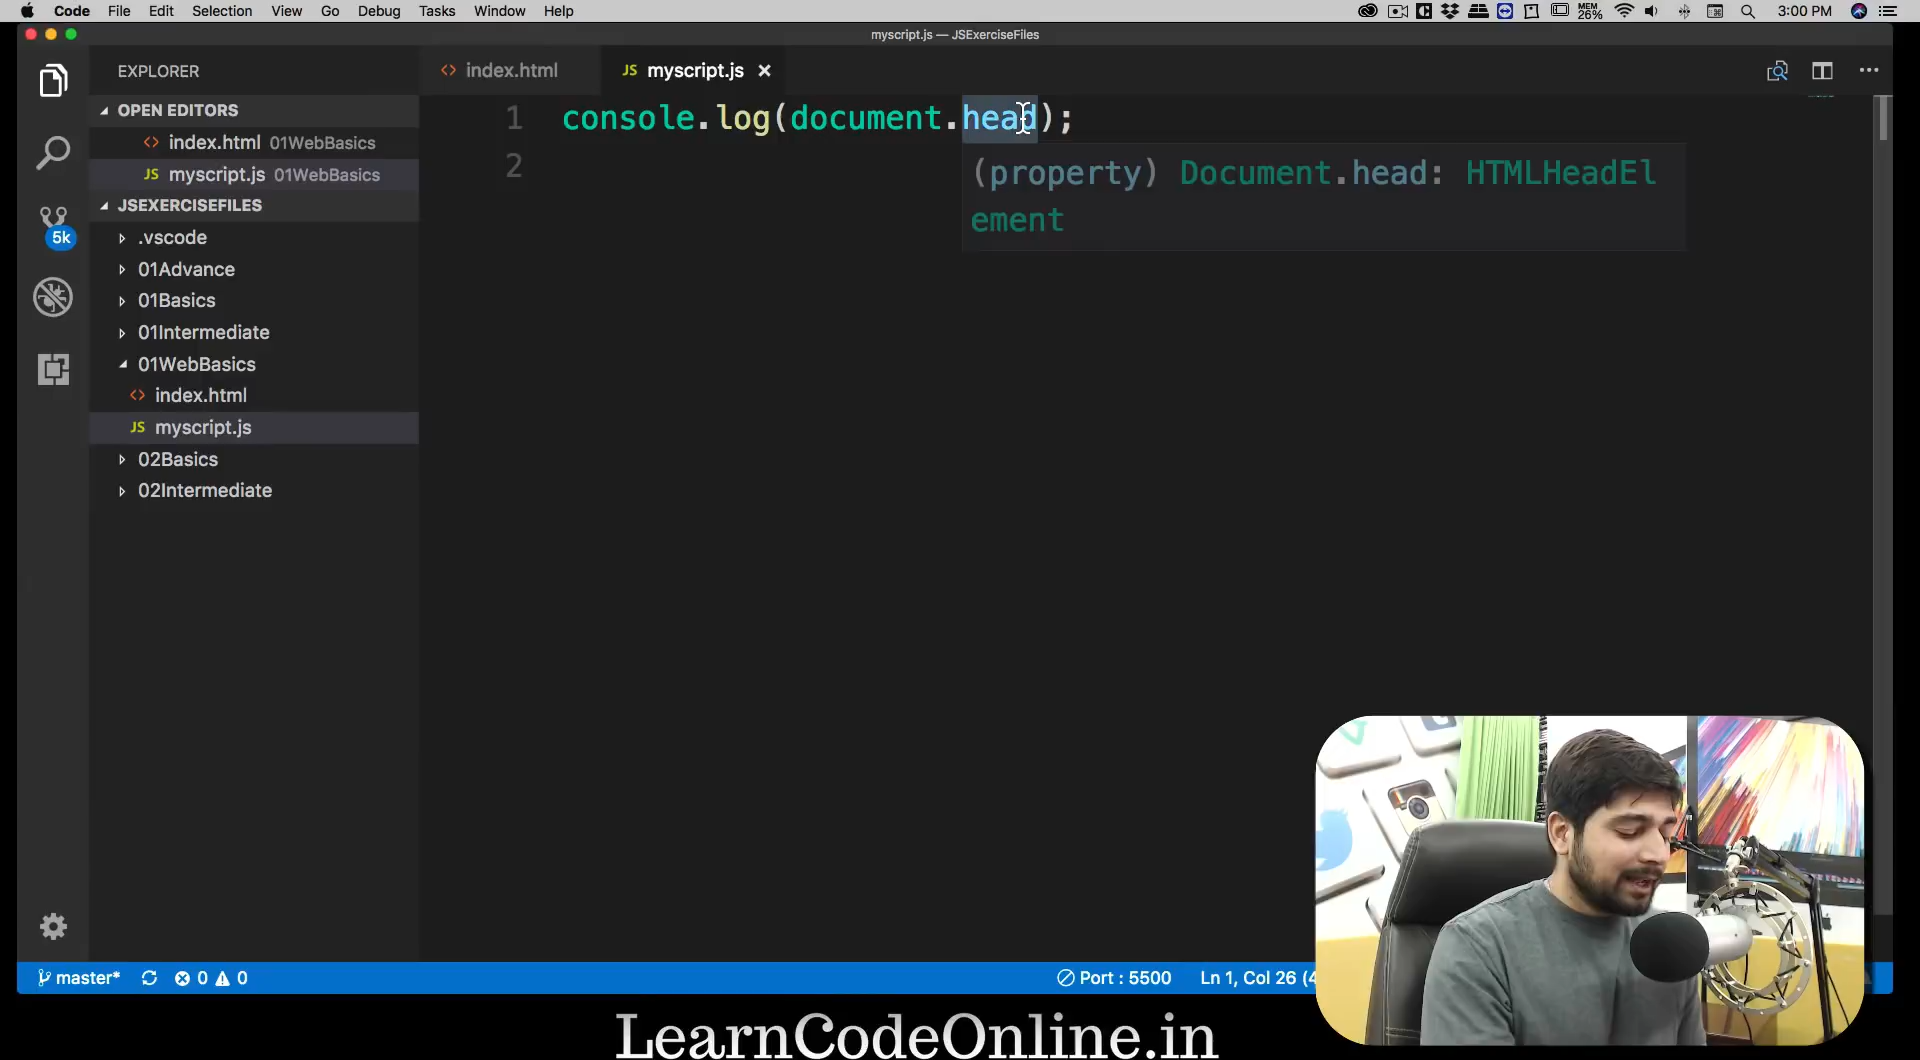 Code File Edit Selection View Go Debug Tasks Window Help MEM 26% 3:00 PM
myscript.js — JSExerciseFiles
EXPLORER
index.html
myscript.js
OPEN EDITORS
index.html 01WebBasics
myscript.js 01WebBasics
JSEXERCISEFILES
.vscode
01Advance
01Basics
01Intermediate
01WebBasics
index.html
myscript.js
02Basics
02Intermediate
5k
1 console.log(document.head);
2
(property) Document.head: HTMLHeadEl
ement
master* 0 0 Port : 5500 Ln 1, Col 26 (4
LearnCodeOnline.in